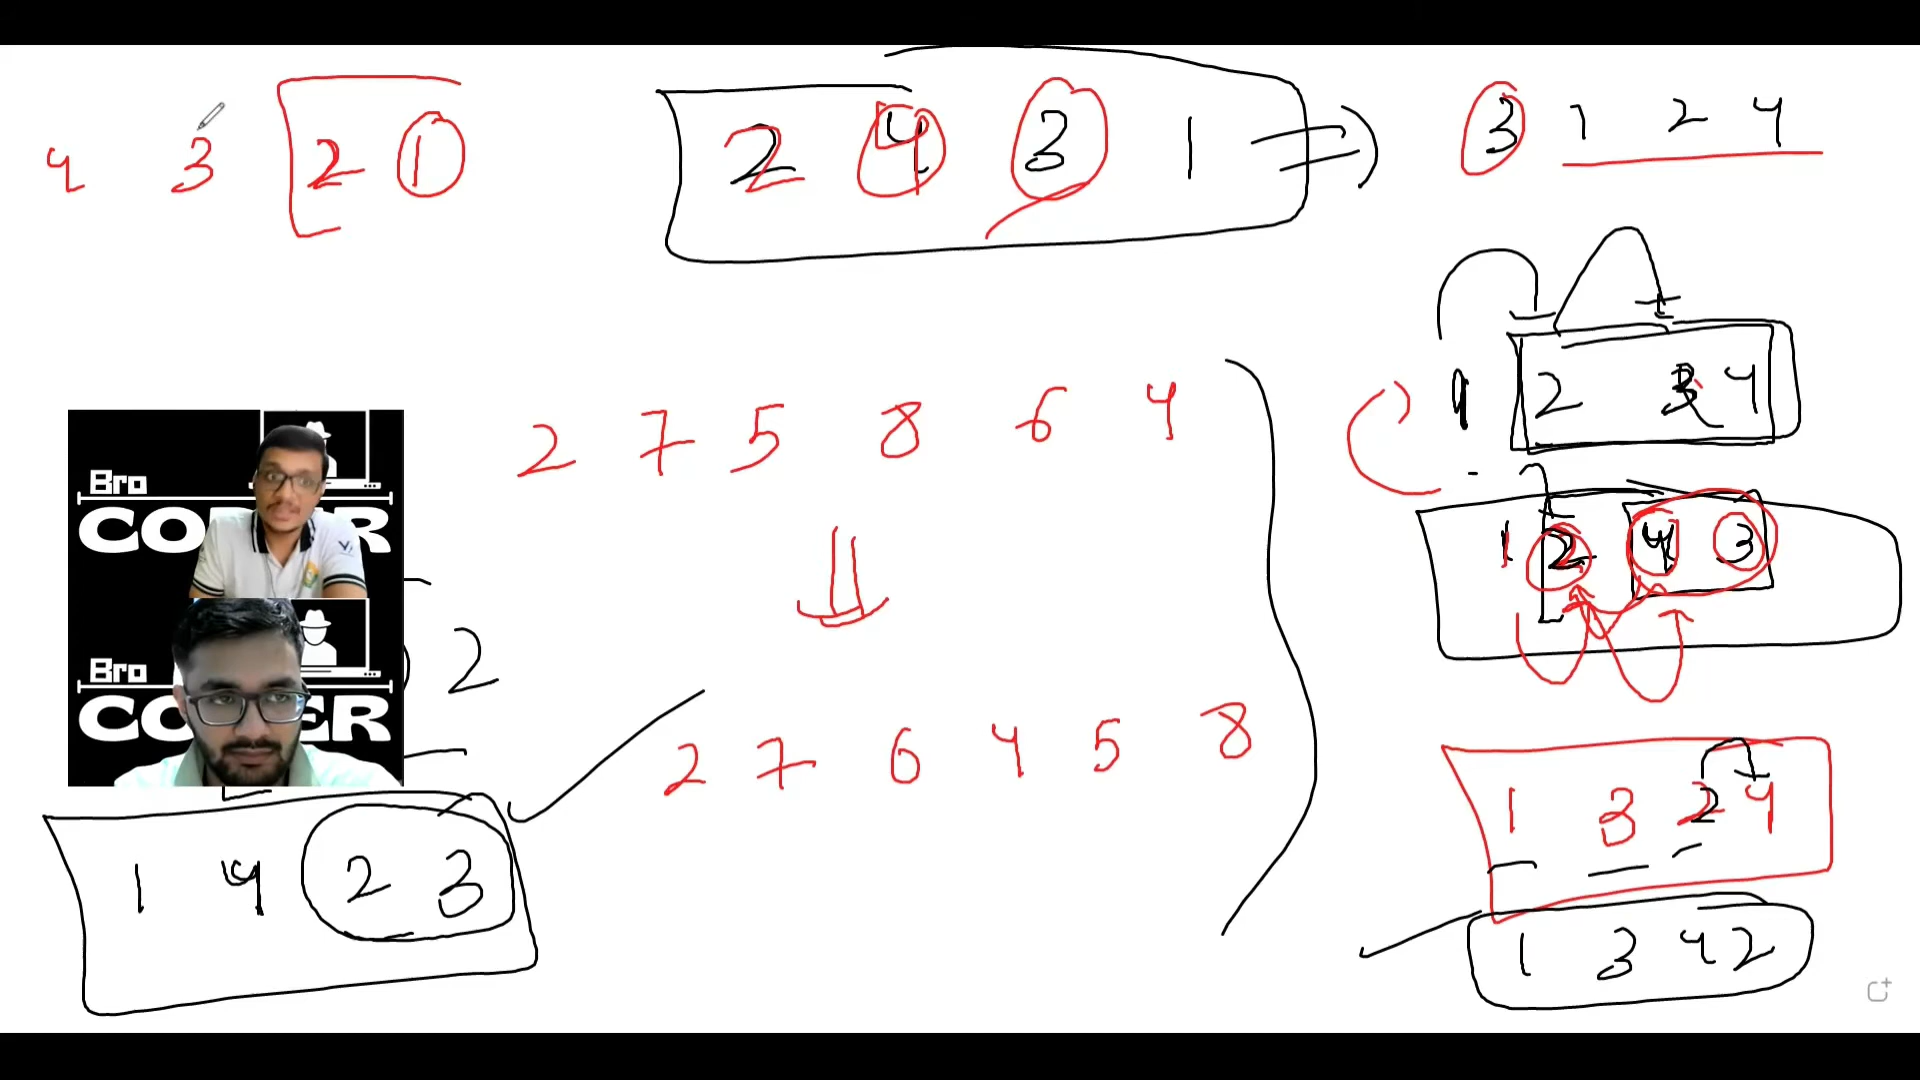 4 3 2 1
2 4 3 1
3 1 2 4
1 2 3 4
2 7 5 8 6 4
Bro
CODER
1 2 4 3
Bro
CODER
2
2 7 6 4 5 8
1 3 2 4
1 4 2 3
1 3 4 2